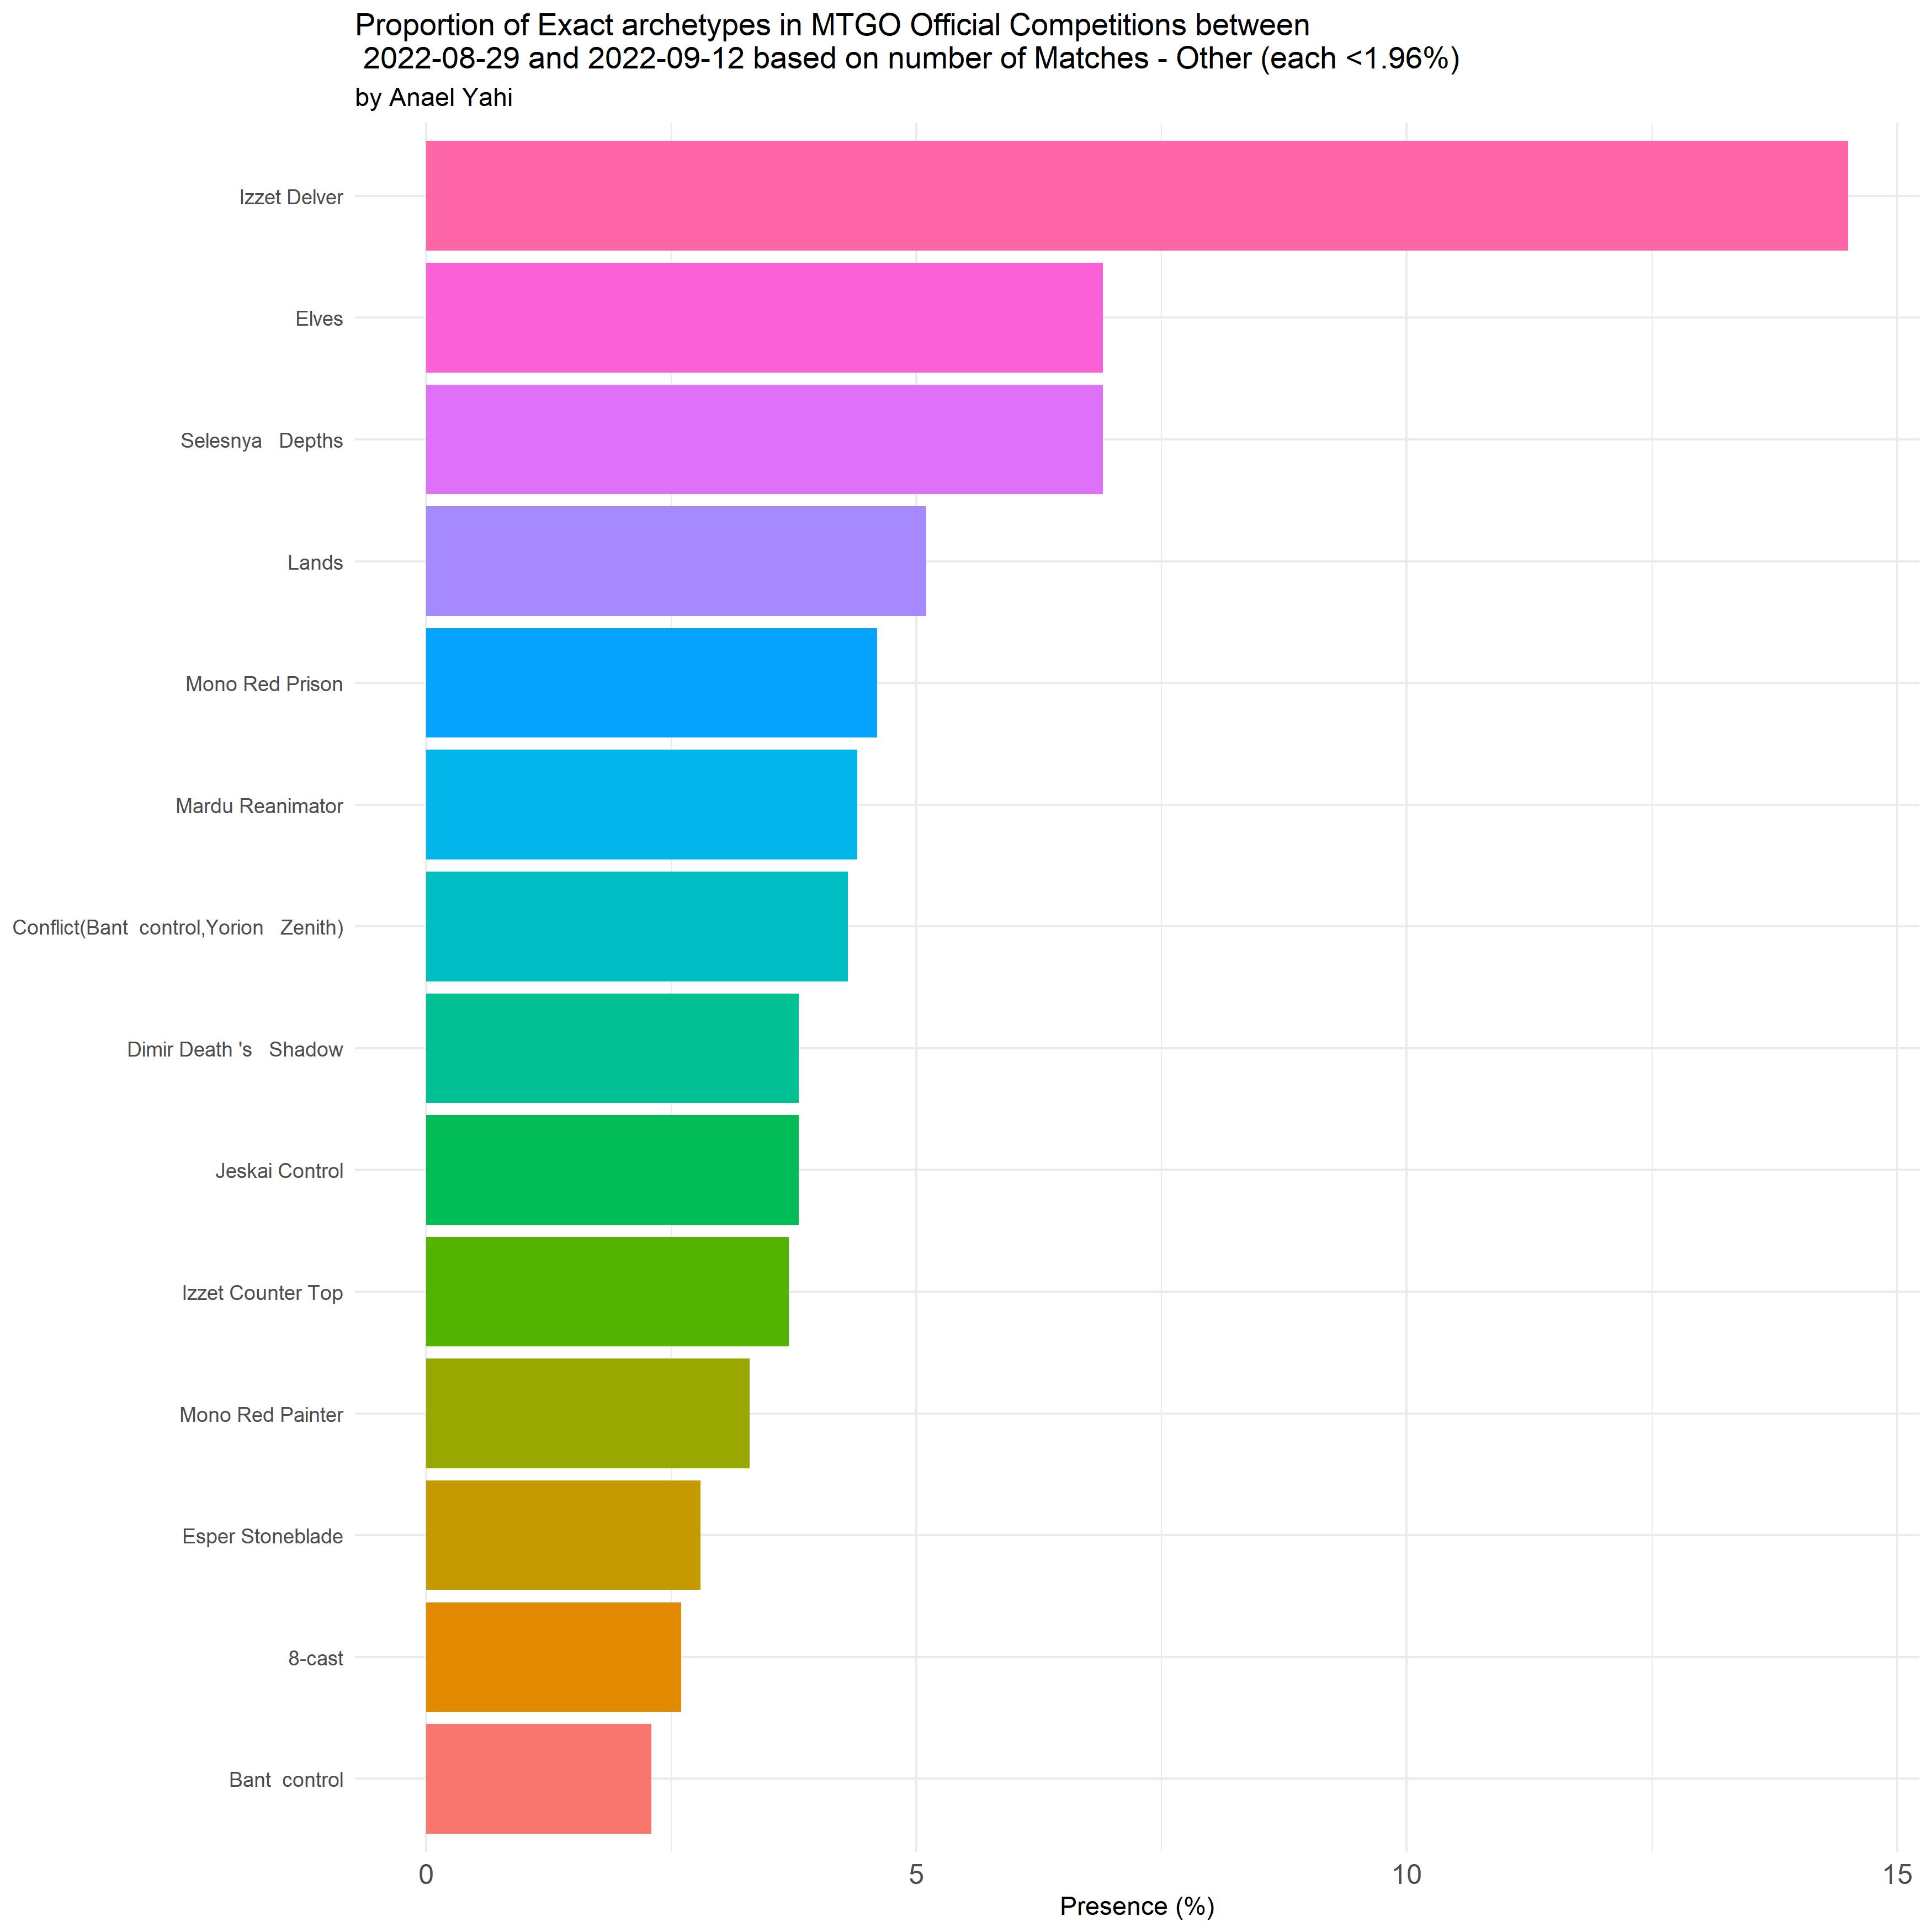 Proportion of Exact archetypes in MTGO Official Competitions between
2022-08-29 and 2022-09-12 based on number of Matches - Other (each <1.96%)
by Anael Yahi
Izzet Delver
Elves
Selesnya   Depths
Lands
Mono Red Prison
Mardu Reanimator
Conflict(Bant  control,Yorion   Zenith)
Dimir Death 's   Shadow
Jeskai Control
Izzet Counter Top
Mono Red Painter
Esper Stoneblade
8-cast
Bant  control
0 5 10 15
Presence (%)